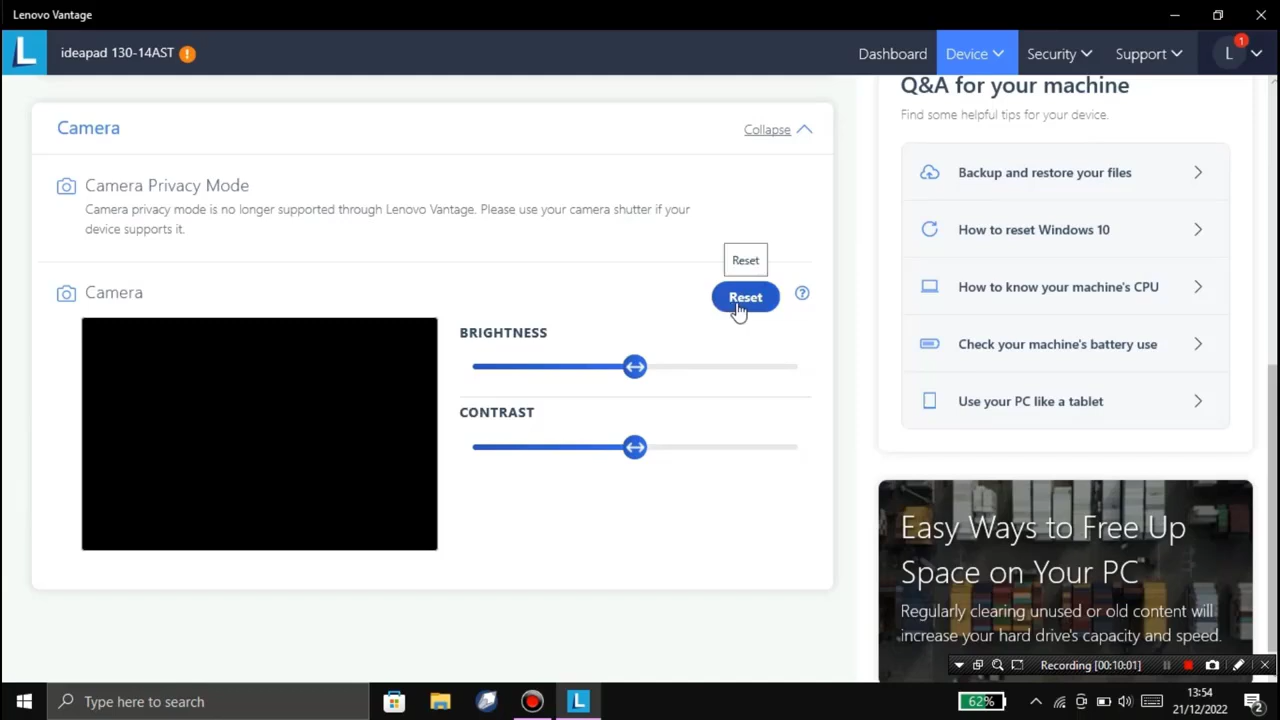 Lenovo Vantage
L
ideapad 130-14AST
!
Dashboard
Device
Security
Support
L
1
Camera
Collapse
Camera Privacy Mode
Camera privacy mode is no longer supported through Lenovo Vantage. Please use your camera shutter if your
device supports it.
Reset
Camera
Reset
?
BRIGHTNESS
CONTRAST
Q&A for your machine
Find some helpful tips for your device.
Backup and restore your files
How to reset Windows 10
How to know your machine's CPU
Check your machine's battery use
Use your PC like a tablet
Easy Ways to Free Up
Space on Your PC
Regularly clearing unused or old content will
increase your hard drive's capacity and speed.
Recording [00:10:01]
Type here to search
L
62%
13:54
21/12/2022
2